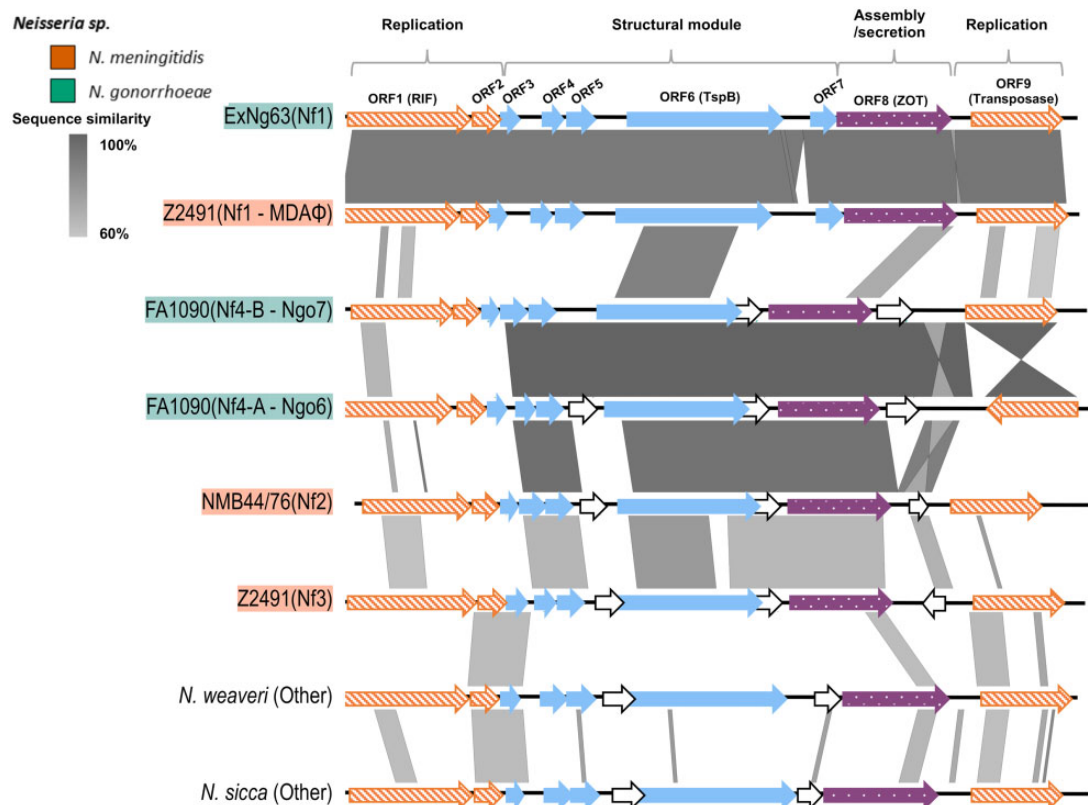 Neisseria sp.
N. meningitidis
N. gonorrhoeae
Sequence similarity
100%
60%
Replication
Structural module
Assembly
/secretion
Replication
ORF1 (RIF)
ORF2
ORF3
ORF4
ORF5
ORF6 (TspB)
ORF7
ORF8 (ZOT)
ORF9
(Transposase)
ExNg63(Nf1)
Z2491(Nf1 - MDAΦ)
FA1090(Nf4-B - Ngo7)
FA1090(Nf4-A - Ngo6)
NMB44/76(Nf2)
Z2491(Nf3)
N. weaveri (Other)
N. sicca (Other)